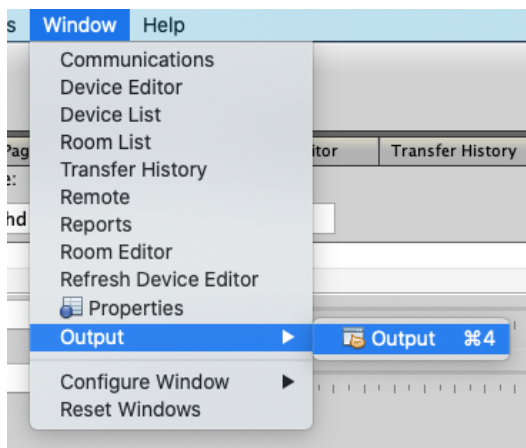 s Window Help
Communications
Device Editor
Device List
Room List
Pag itor Transfer History
Transfer History
e:
Remote
hd
Reports
Room Editor
Refresh Device Editor
Properties
Output
Output ⌘4
Configure Window
Reset Windows